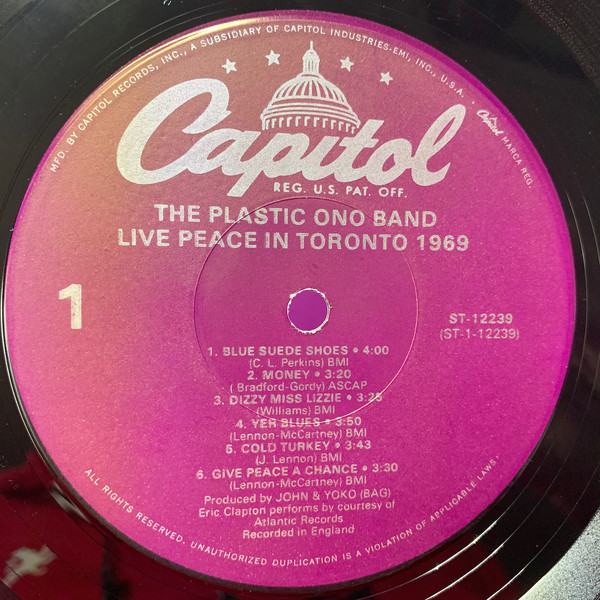 MFD. BY CAPITOL RECORDS, INC., A SUBSIDIARY OF CAPITOL INDUSTRIES-EMI, INC., U.S.A. • Capitol MARCA REG.
Capitol
REG. U.S. PAT. OFF.
THE PLASTIC ONO BAND
LIVE PEACE IN TORONTO 1969
1
ST-12239
(ST-1-12239)
1. BLUE SUEDE SHOES • 4:00
(C. L. Perkins) BMI
2. MONEY • 3:20
( Bradford-Gordy) ASCAP
3. DIZZY MISS LIZZIE • 3:25
(Williams) BMI
4. YER BLUES • 3:50
(Lennon-McCartney) BMI
5. COLD TURKEY • 3:43
(J. Lennon) BMI
6. GIVE PEACE A CHANCE • 3:30
(Lennon-McCartney) BMI
Produced by JOHN & YOKO (BAG)
Eric Clapton performs by courtesy of
Atlantic Records
Recorded in England
ALL RIGHTS RESERVED. UNAUTHORIZED DUPLICATION IS A VIOLATION OF APPLICABLE LAWS.